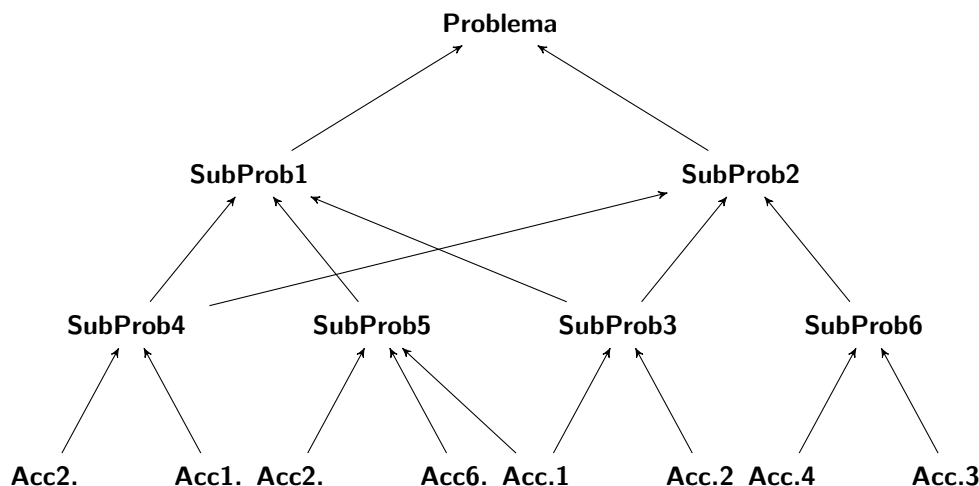 Problema
SubProb1 SubProb2
SubProb4 SubProb5 SubProb3 SubProb6
Acc2. Acc1. Acc2. Acc6. Acc.1 Acc.2 Acc.4 Acc.3